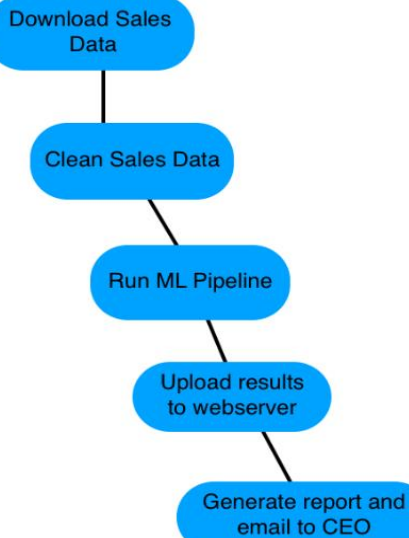 Download Sales
Data
Clean Sales Data
Run ML Pipeline
Upload results
to webserver
Generate report and
email to CEO